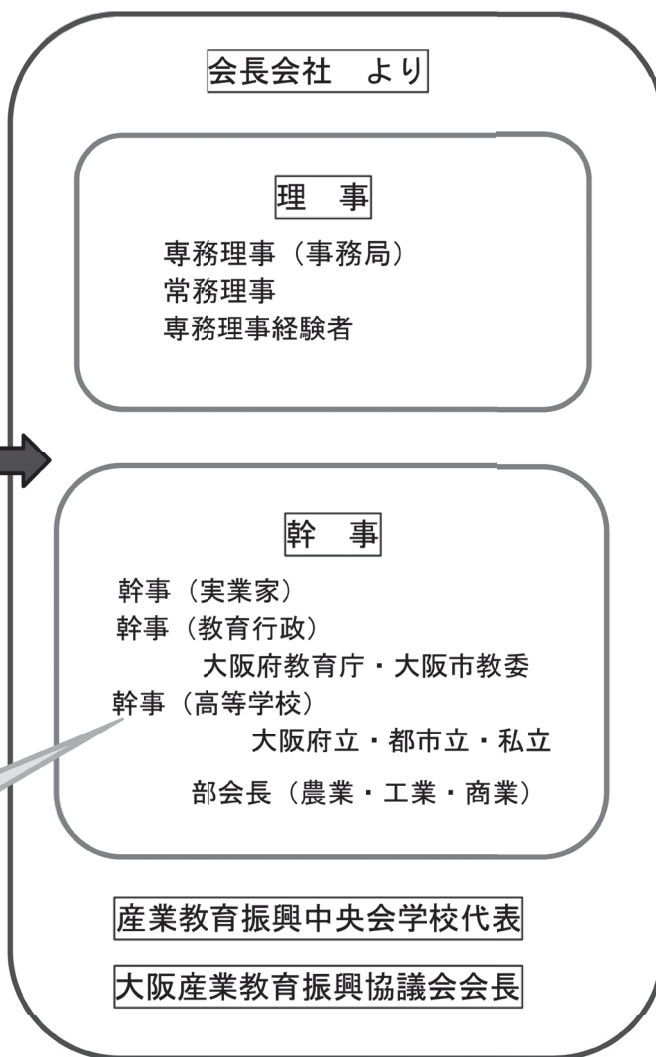 会長会社　より
理　事
専務理事（事務局）
常務理事
専務理事経験者
幹　事
幹事（実業家）
幹事（教育行政）
大阪府教育庁・大阪市教委
幹事（高等学校）
大阪府立・都市立・私立
部会長（農業・工業・商業）
産業教育振興中央会学校代表
大阪産業教育振興協議会会長